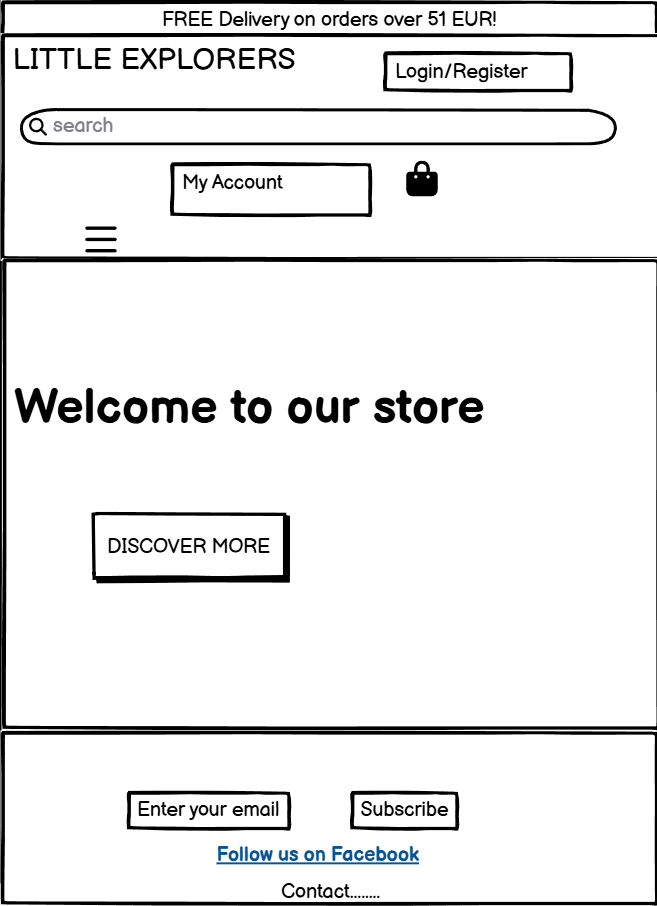 FREE Delivery on orders over 51 EUR!
LITTLE EXPLORERS
Login/Register
search
My Account
Welcome to our store
DISCOVER MORE
Enter your email
Subscribe
Follow us on Facebook
Contact........